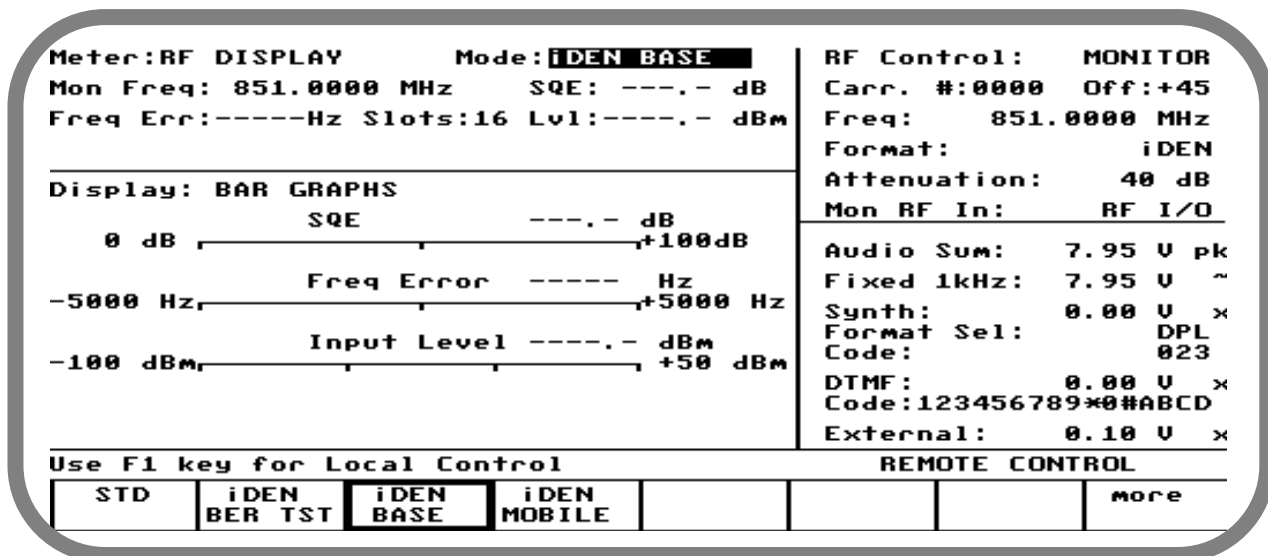 Meter:RF DISPLAY Mode:iDEN BASE
Mon Freq: 851.0000 MHz SQE: ---.- dB
Freq Err:-----Hz Slots:16 Lvl:----.- dBm
Display: BAR GRAPHS
SQE ---.- dB
0 dB +100dB
Freq Error ----- Hz
-5000 Hz +5000 Hz
Input Level ----.- dBm
-100 dBm +50 dBm
RF Control: MONITOR
Carr. #:0000 Off:+45
Freq: 851.0000 MHz
Format: iDEN
Attenuation: 40 dB
Mon RF In: RF I/O
Audio Sum: 7.95 V pk
Fixed 1kHz: 7.95 V ~
Synth: 0.00 V x
Format Sel: DPL
Code: 023
DTMF: 0.00 V x
Code:123456789*0#ABCD
External: 0.10 V x
Use F1 key for Local Control REMOTE CONTROL
STD
iDEN
BER TST
iDEN
BASE
iDEN
MOBILE
more